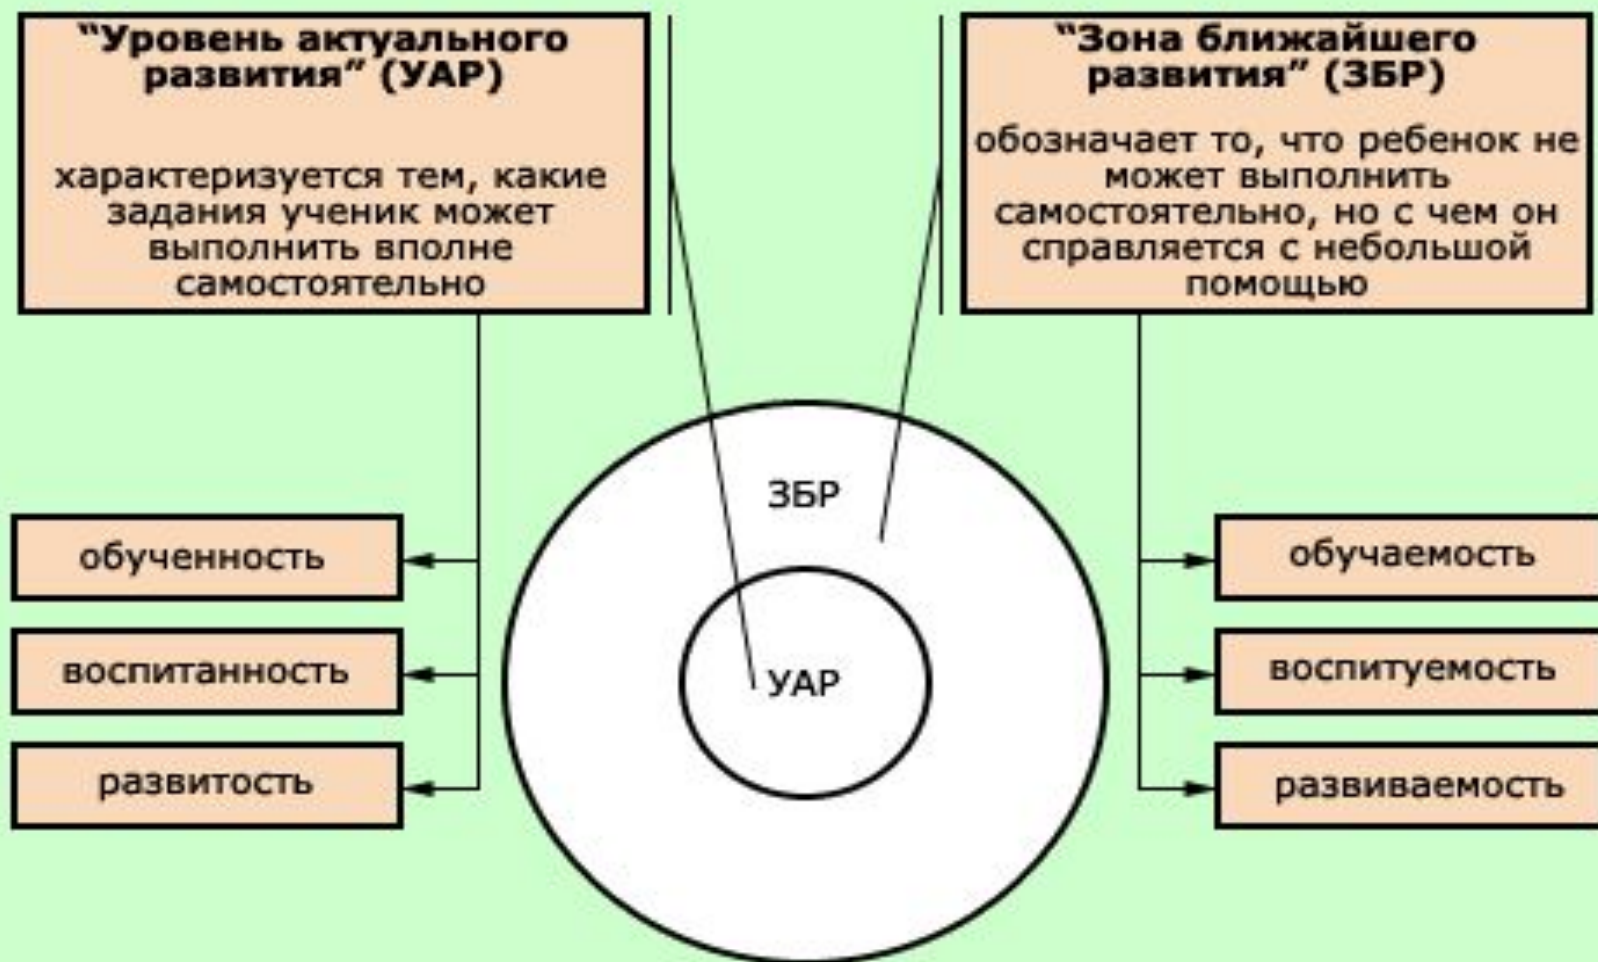 “Уровень актуального
развития” (УАР)
характеризуется тем, какие
задания ученик может
выполнить вполне
самостоятельно
“Зона ближайшего
развития” (ЗБР)
обозначает то, что ребенок не
может выполнить
самостоятельно, но с чем он
справляется с небольшой
помощью
ЗБР
УАР
обученность
воспитанность
развитость
обучаемость
воспитуемость
развиваемость